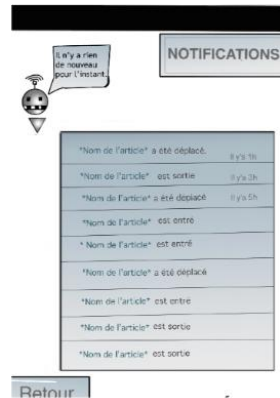 Il n'y a rien
de nouveau
pour l'instant.
NOTIFICATIONS
*Nom de l'article* a été déplacé. Il y'a 1h
*Nom de l'article* est sortie Il y'a 3h
*Nom de l'article* a été déplacé Il y'a 5h
*Nom de l'article* est entré
* Nom de l'article* est entré
*Nom de l'article* a été déplacé
*Nom de l'article* est entré
*Nom de l'article* est sortie
*Nom de l'article* est sortie
Retour